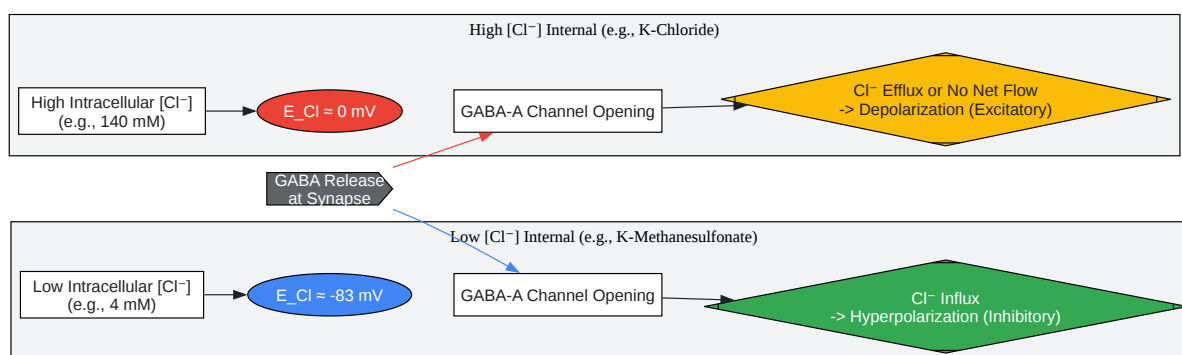 High [Cl⁻] Internal (e.g., K-Chloride)
High Intracellular [Cl⁻]
(e.g., 140 mM)
E_Cl ≈ 0 mV
GABA-A Channel Opening
Cl⁻ Efflux or No Net Flow
-> Depolarization (Excitatory)
GABA Release
at Synapse
Low [Cl⁻] Internal (e.g., K-Methanesulfonate)
Low Intracellular [Cl⁻]
(e.g., 4 mM)
E_Cl ≈ -83 mV
GABA-A Channel Opening
Cl⁻ Influx
-> Hyperpolarization (Inhibitory)